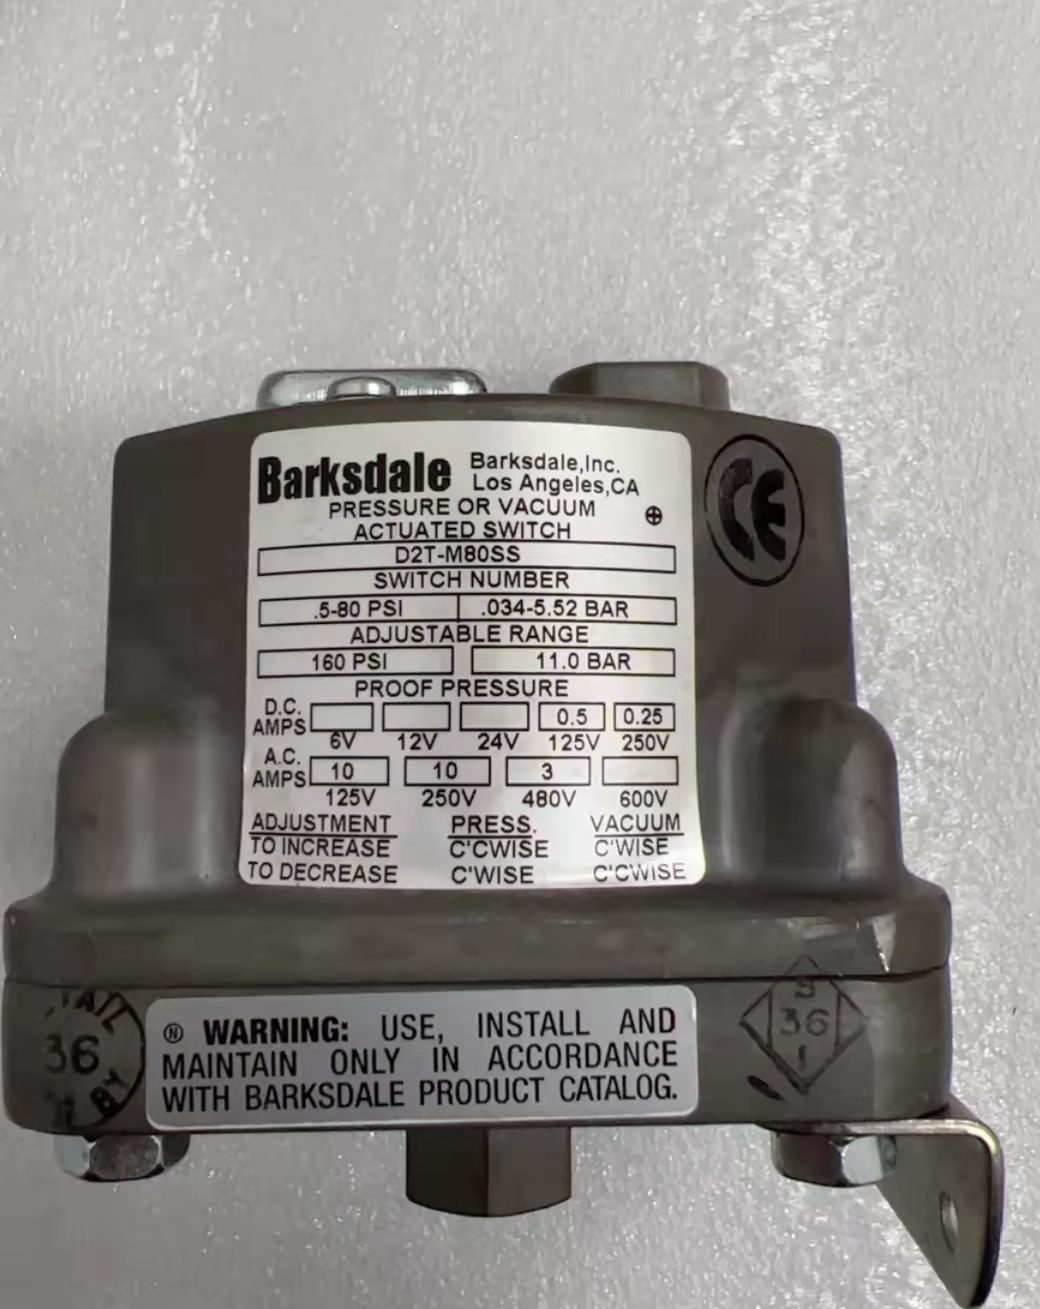 Barksdale Barksdale,Inc.
Los Angeles,CA
PRESSURE OR VACUUM
ACTUATED SWITCH
D2T-M80SS
SWITCH NUMBER
.5-80 PSI .034-5.52 BAR
ADJUSTABLE RANGE
160 PSI 11.0 BAR
PROOF PRESSURE
D.C.
AMPS 0.5 0.25
6V 12V 24V 125V 250V
A.C.
AMPS 10 10 3
125V 250V 480V 600V
ADJUSTMENT PRESS. VACUUM
TO INCREASE C'CWISE C'WISE
TO DECREASE C'WISE C'CWISE
CE
Ⓝ WARNING: USE, INSTALL AND
MAINTAIN ONLY IN ACCORDANCE
WITH BARKSDALE PRODUCT CATALOG.
36
BY
S
36
1